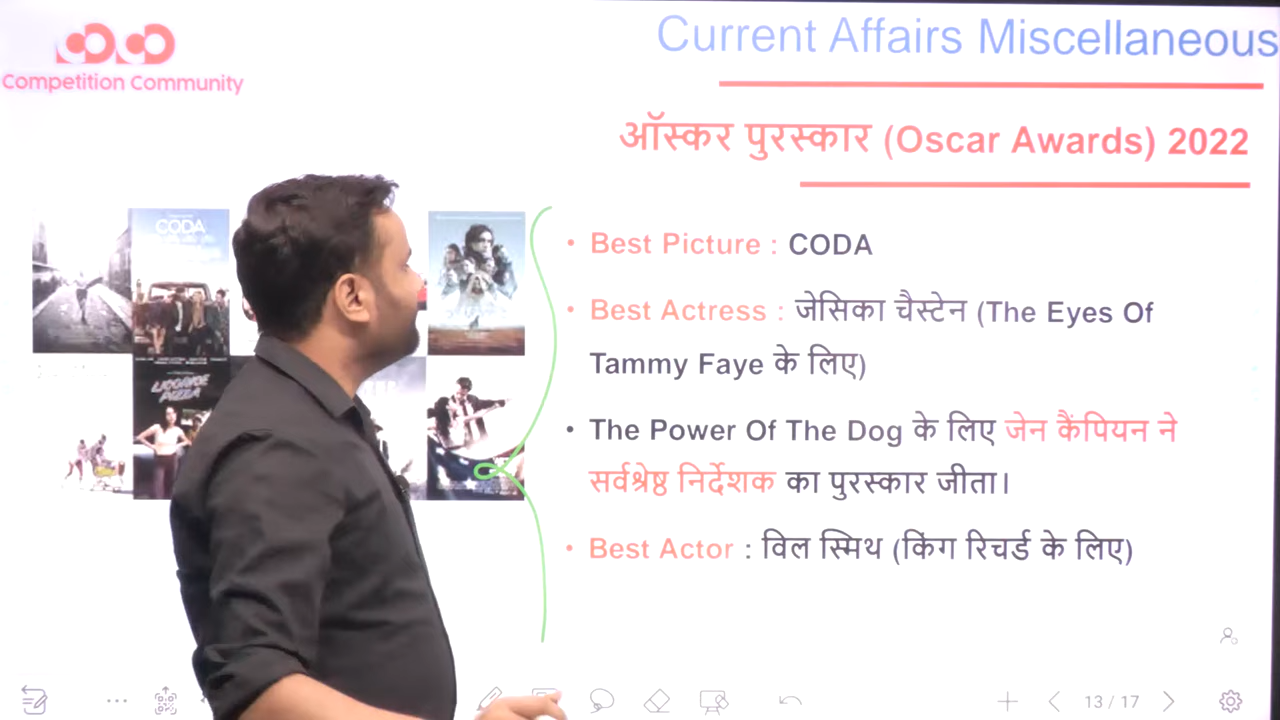 Competition Community
Current Affairs Miscellaneous
ऑस्कर पुरस्कार (Oscar Awards) 2022
CODA
LICORICE
PIZZA
• Best Picture : CODA
• Best Actress : जेसिका चैस्टेन (The Eyes Of
Tammy Faye के लिए)
• The Power Of The Dog के लिए जेन कैंपियन ने
सर्वश्रेष्ठ निर्देशक का पुरस्कार जीता।
• Best Actor : विल स्मिथ (किंग रिचर्ड के लिए)
13 / 17